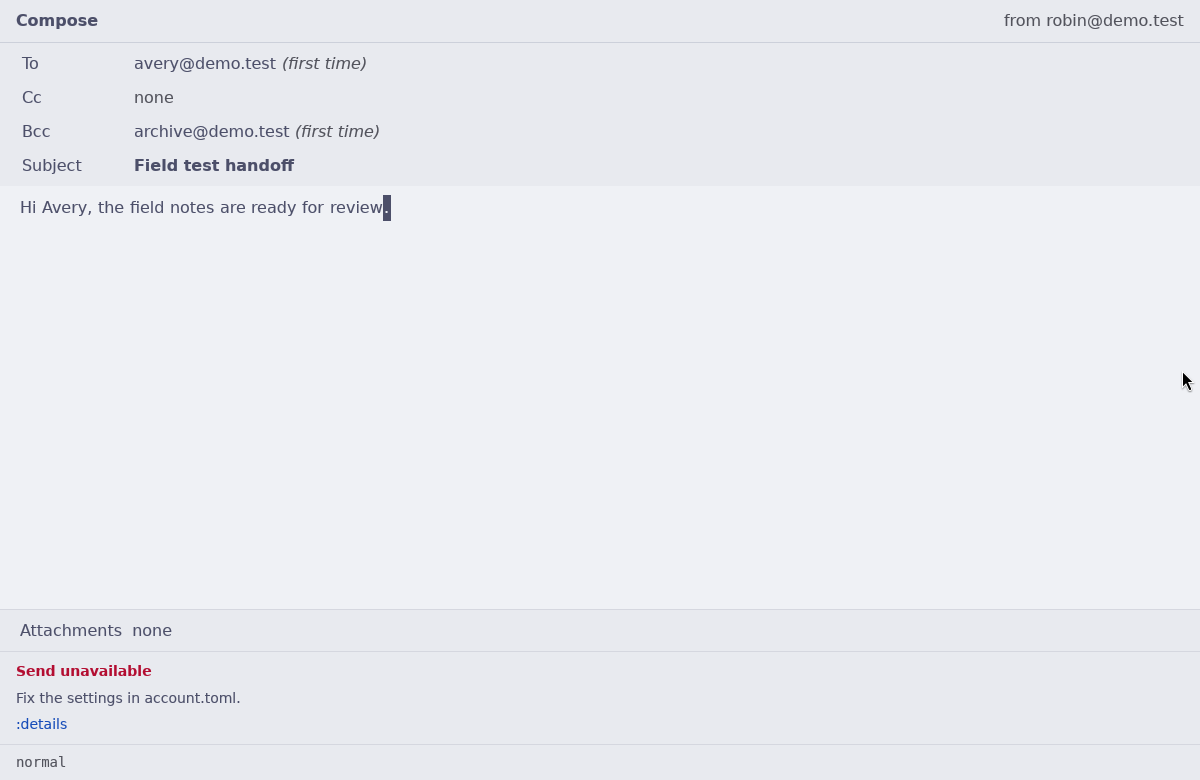 Compose from robin@demo.test
To avery@demo.test (first time)
Cc none
Bcc archive@demo.test (first time)
Subject Field test handoff
Hi Avery, the field notes are ready for review.
Attachments none
Send unavailable
Fix the settings in account.toml.
:details
normal